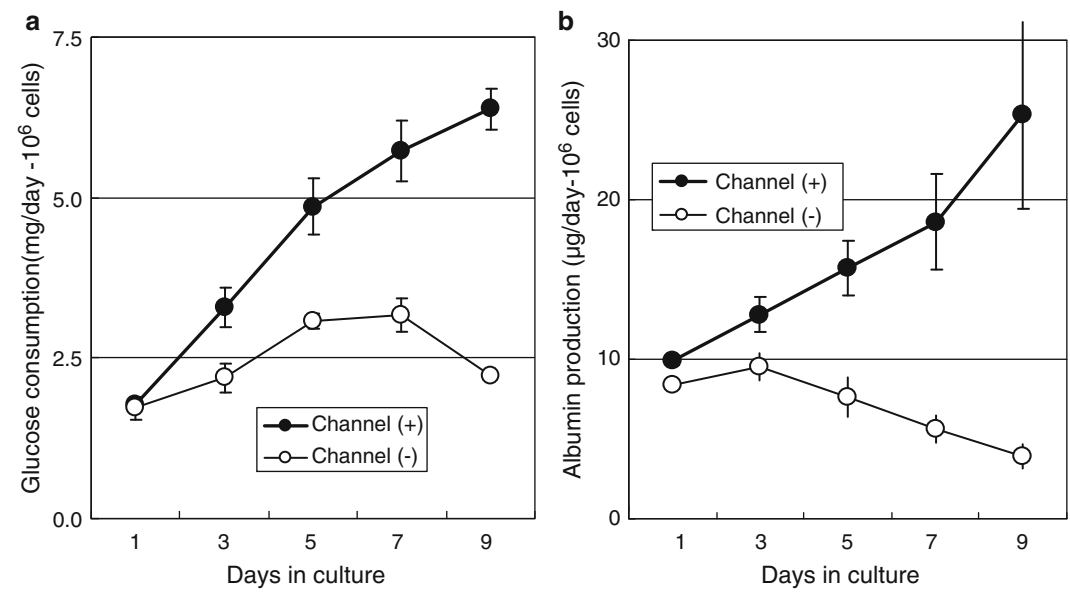 a
7.5
5.0
2.5
0.0
Glucose consumption(mg/day -10⁶ cells)
Channel (+)
Channel (-)
1 3 5 7 9
Days in culture
b
30
20
10
0
Albumin production (µg/day-10⁶ cells)
Channel (+)
Channel (-)
1 3 5 7 9
Days in culture